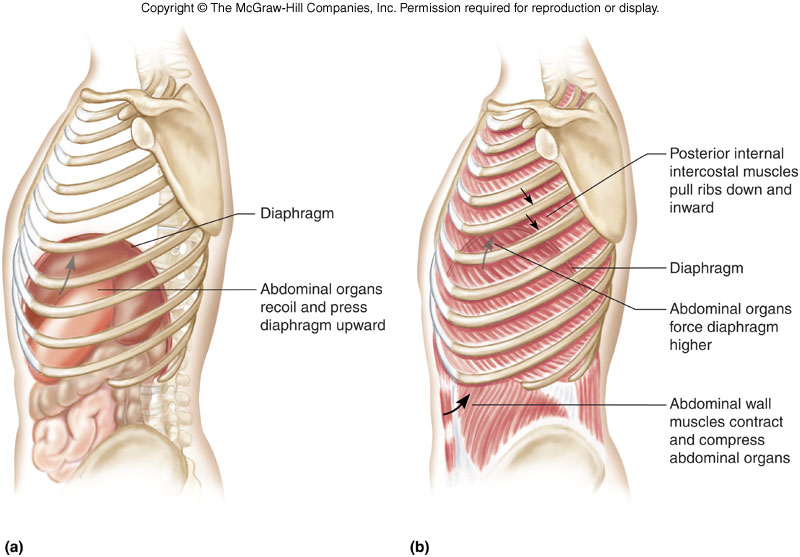 Copyright © The McGraw-Hill Companies, Inc. Permission required for reproduction or display.
Diaphragm
Abdominal organs
recoil and press
diaphragm upward
(a)
Posterior internal
intercostal muscles
pull ribs down and
inward
Diaphragm
Abdominal organs
force diaphragm
higher
Abdominal wall
muscles contract
and compress
abdominal organs
(b)